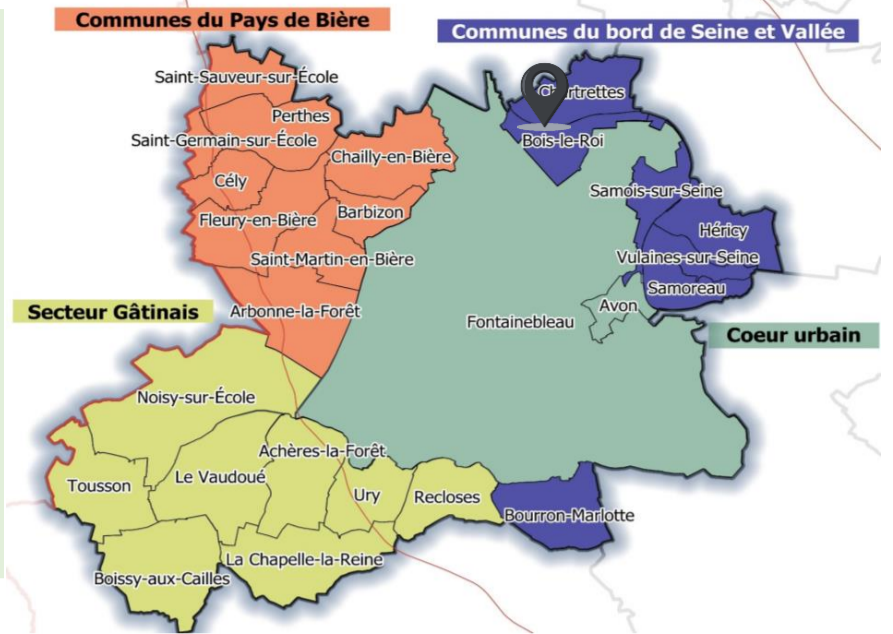 Communes du Pays de Bière
Communes du bord de Seine et Vallée
Saint-Sauveur-sur-École
Perthes
Saint-Germain-sur-École
Chailly-en-Bière
Cély
Barbizon
Fleury-en-Bière
Saint-Martin-en-Bière
Arbonne-la-Forêt
Chartrettes
Bois-le-Roi
Samois-sur-Seine
Héricy
Vulaines-sur-Seine
Samoreau
Avon
Fontainebleau
Secteur Gâtinais
Coeur urbain
Noisy-sur-École
Achères-la-Forêt
Le Vaudoué
Tousson
Ury
Recloses
Bourron-Marlotte
La Chapelle-la-Reine
Boissy-aux-Cailles